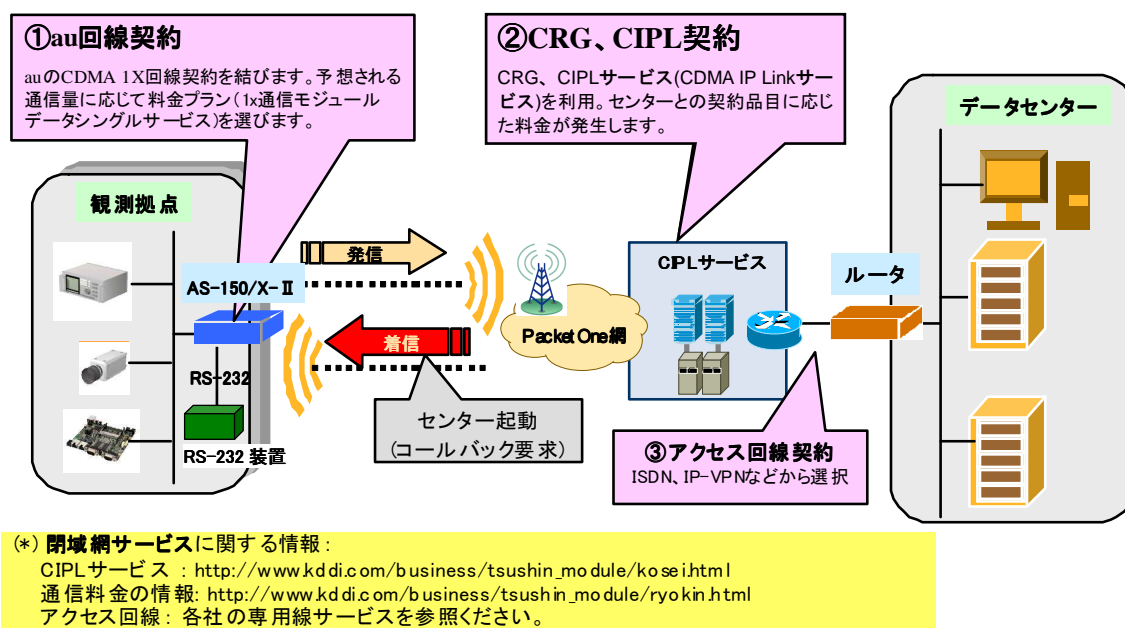 ①au回線契約
auのCDMA 1X回線契約を結びます。予想される
通信量に応じて料金プラン（1x通信モジュール
データシングルサービス）を選びます。
②CRG、CIPL契約
CRG、CIPLサービス(CDMA IP Linkサー
ビス)を利用。センターとの契約品目に応じ
た料金が発生します。
データセンター
観測拠点
発信
CIPLサービス
ルータ
AS-150/X-Ⅱ
Packet One網
着信
RS-232
センター起動
(コールバック要求)
RS-232 装置
③アクセス回線契約
ISDN、IP-VPNなどから選択
(*) 閉域網サービスに関する情報：
CIPLサービス ： http://www.kddi.com/business/tsushin_module/kosei.html
通信料金の情報: http://www.kddi.com/business/tsushin_module/ryokin.html
アクセス回線： 各社の専用線サービスを参照ください。